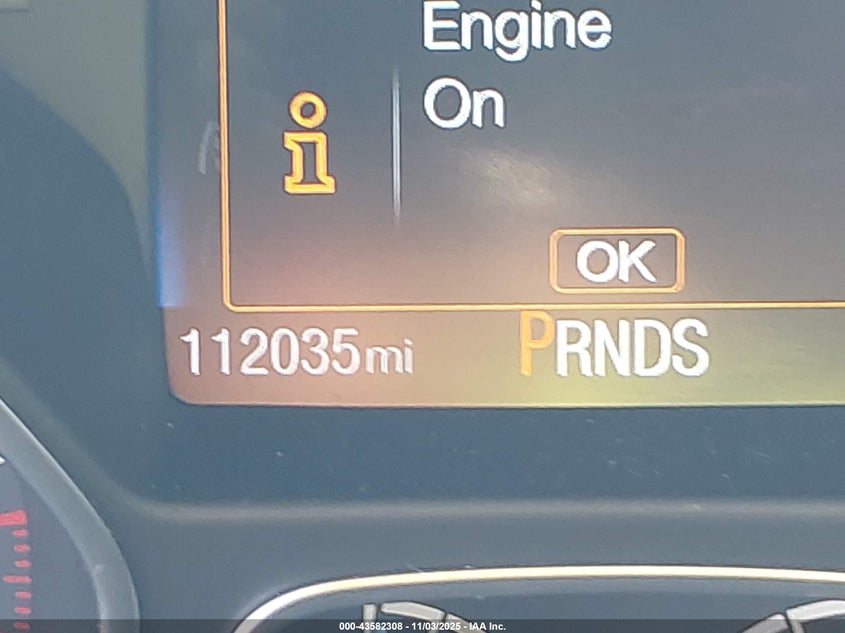 Engine
On
OK
112035mi PRNDS
000-43582308 - 11/03/2025 - IAA Inc.